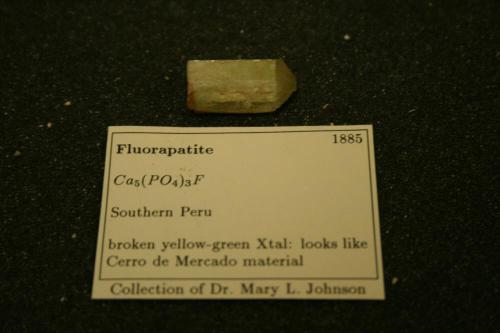 Fluorapatite 1885
Ca₅(PO₄)₃F
Southern Peru
broken yellow-green Xtal: looks like
Cerro de Mercado material
Collection of Dr. Mary L. Johnson